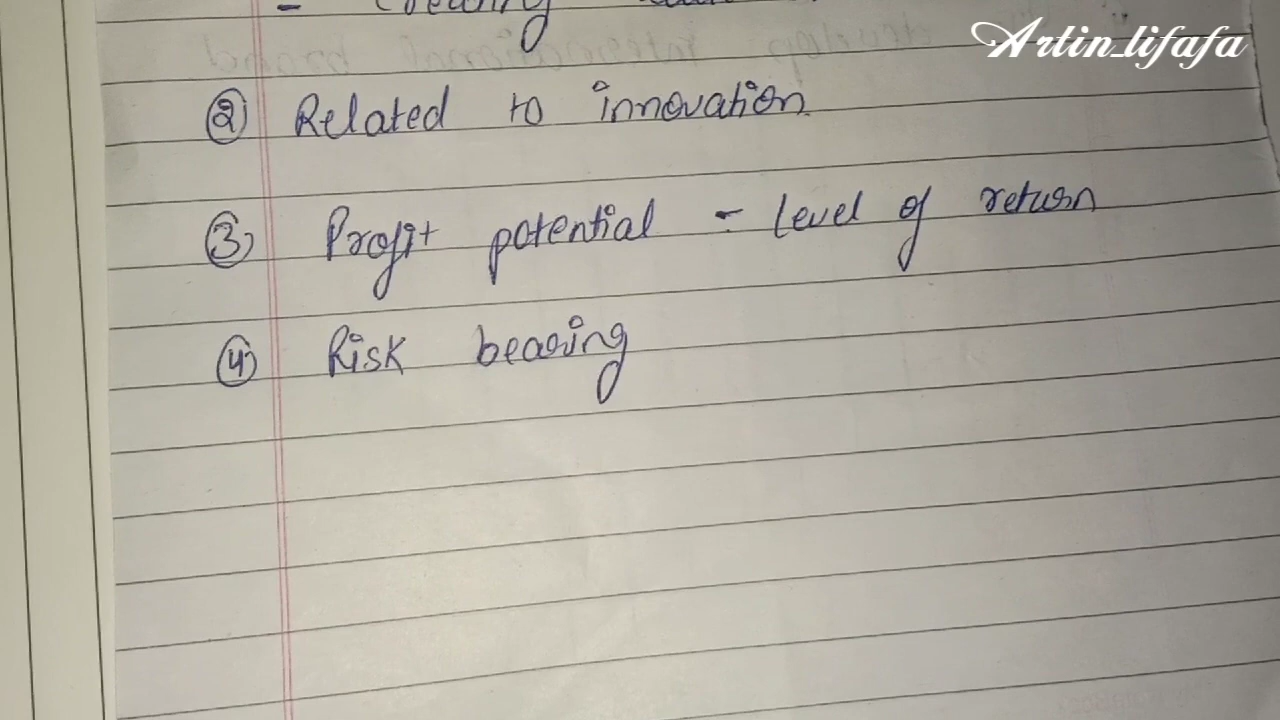 Artin_lifafa
② Related to innovation
③ Profit potential - level of return
④ Risk bearing